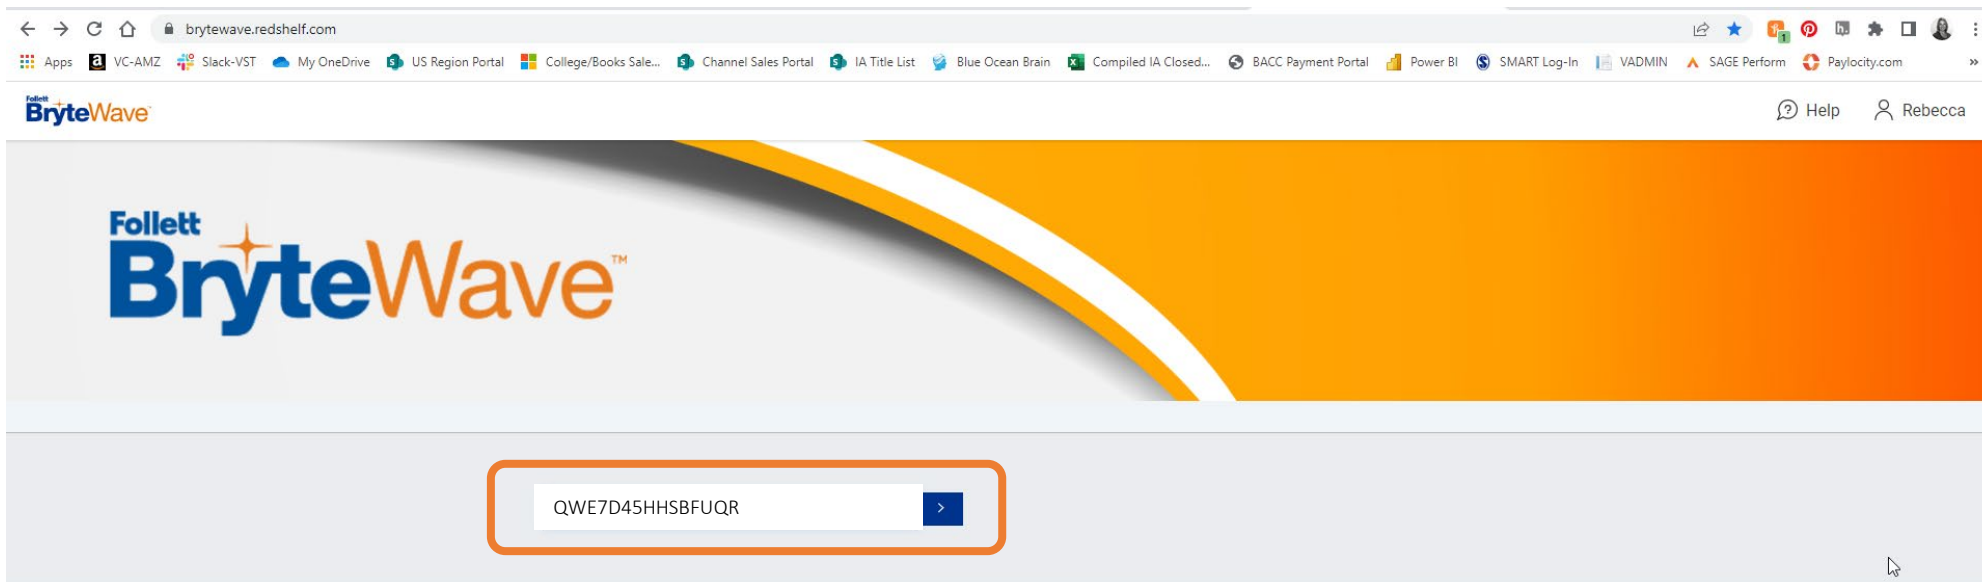 brytewave.redshelf.com
Apps VC-AMZ Slack-VST My OneDrive US Region Portal College/Books Sale... Channel Sales Portal IA Title List Blue Ocean Brain Compiled IA Closed... BACC Payment Portal Power BI SMART Log-In VADMIN SAGE Perform Paylocity.com »
Follett
BryteWave
Help Rebecca
Follett
BryteWave™
QWE7D45HHSBFUQR